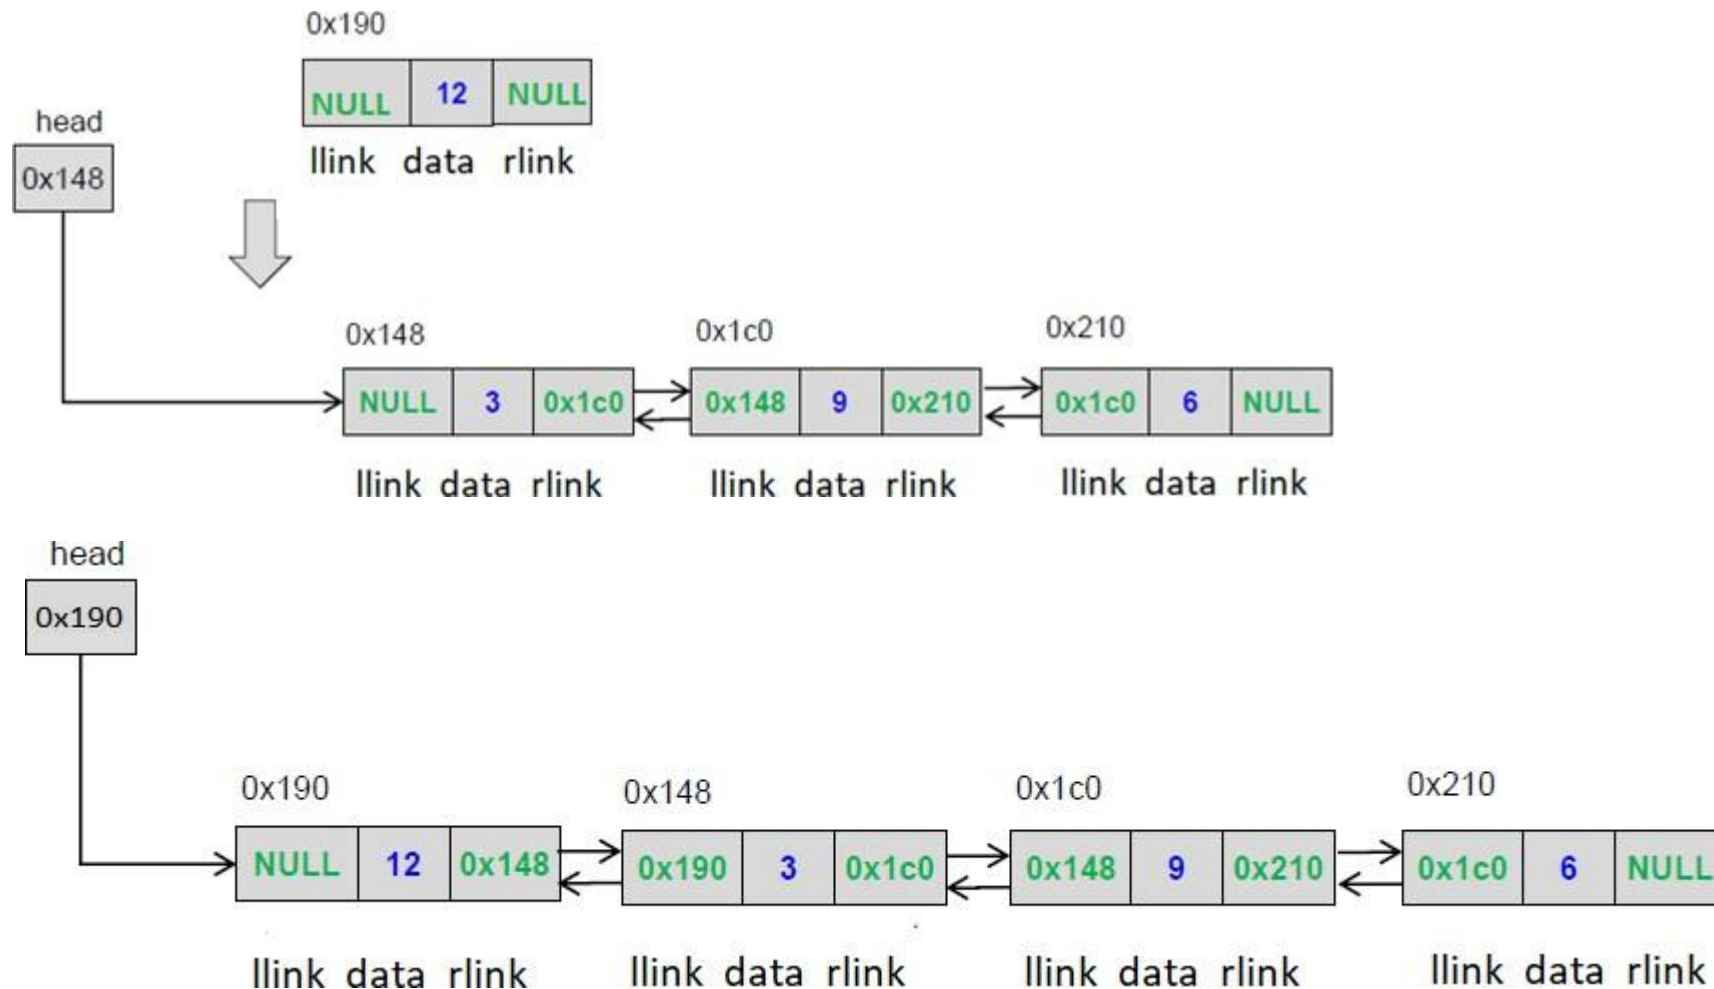 0x190
NULL 12 NULL
llink data rlink
head
0x148
0x148 0x1c0 0x210
NULL 3 0x1c0 0x148 9 0x210 0x1c0 6 NULL
llink data rlink llink data rlink llink data rlink
head
0x190
0x190 0x148 0x1c0 0x210
NULL 12 0x148 0x190 3 0x1c0 0x148 9 0x210 0x1c0 6 NULL
llink data rlink llink data rlink llink data rlink llink data rlink